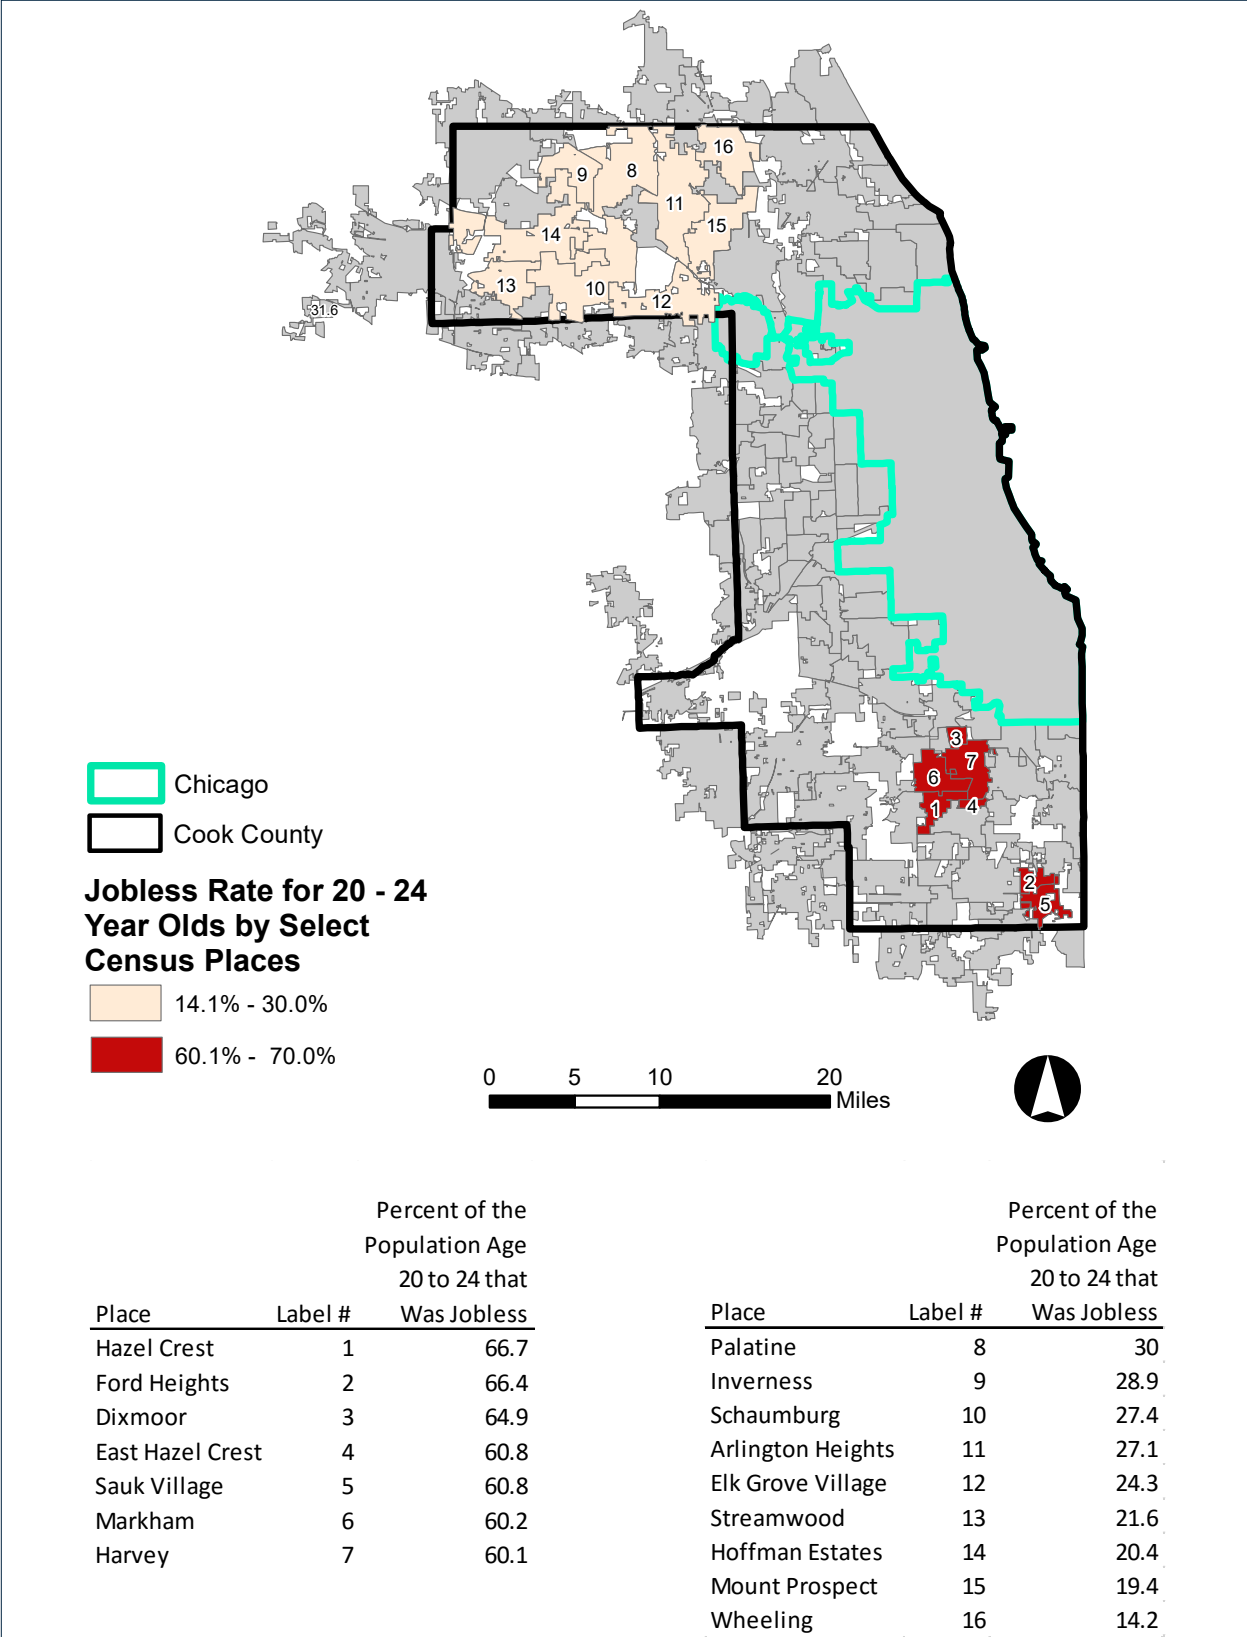 16
9
8
11
15
14
13
10
12
31.6
3
7
6
1
4
2
5
Chicago
Cook County
Jobless Rate for 20 - 24
Year Olds by Select
Census Places
14.1% - 30.0%
60.1% - 70.0%
0 5 10 20
Miles
Percent of the
Population Age
20 to 24 that
Place Label # Was Jobless
Hazel Crest 1 66.7
Ford Heights 2 66.4
Dixmoor 3 64.9
East Hazel Crest 4 60.8
Sauk Village 5 60.8
Markham 6 60.2
Harvey 7 60.1
Percent of the
Population Age
20 to 24 that
Place Label # Was Jobless
Palatine 8 30
Inverness 9 28.9
Schaumburg 10 27.4
Arlington Heights 11 27.1
Elk Grove Village 12 24.3
Streamwood 13 21.6
Hoffman Estates 14 20.4
Mount Prospect 15 19.4
Wheeling 16 14.2